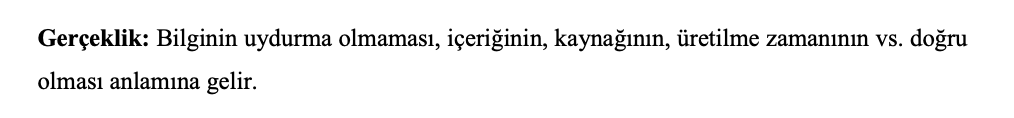 Gerçeklik: Bilginin uydurma olmaması, içeriğinin, kaynağının, üretilme zamanının vs. doğru
olması anlamına gelir.